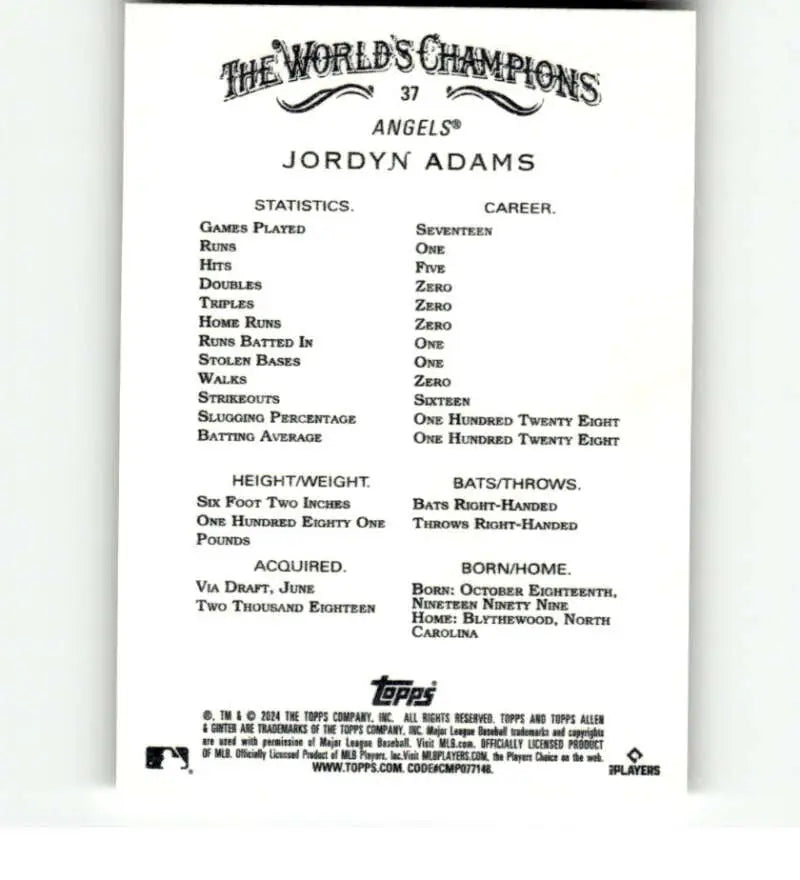 THE WORLD'S CHAMPIONS
37
ANGELS®
JORDYN ADAMS
STATISTICS. CAREER.
GAMES PLAYED SEVENTEEN
RUNS ONE
HITS FIVE
DOUBLES ZERO
TRIPLES ZERO
HOME RUNS ZERO
RUNS BATTED IN ONE
STOLEN BASES ONE
WALKS ZERO
STRIKEOUTS SIXTEEN
SLUGGING PERCENTAGE ONE HUNDRED TWENTY EIGHT
BATTING AVERAGE ONE HUNDRED TWENTY EIGHT
HEIGHT/WEIGHT.
SIX FOOT TWO INCHES
ONE HUNDRED EIGHTY ONE
POUNDS
BATS/THROWS.
BATS RIGHT-HANDED
THROWS RIGHT-HANDED
ACQUIRED.
VIA DRAFT, JUNE
TWO THOUSAND EIGHTEEN
BORN/HOME.
BORN: OCTOBER EIGHTEENTH,
NINETEEN NINETY NINE
HOME: BLYTHEWOOD, NORTH
CAROLINA
Topps®
®, TM & © 2024 THE TOPPS COMPANY, INC. ALL RIGHTS RESERVED. TOPPS AND TOPPS ALLEN
& GINTER ARE TRADEMARKS OF THE TOPPS COMPANY, INC. Major League Baseball trademarks and copyrights
are used with permission of Major League Baseball. Visit MLB.com. OFFICIALLY LICENSED PRODUCT
OF MLB. Officially Licensed Product of MLB Players, Inc. Visit MLBPLAYERS.COM, the Players Choice on the web.
WWW.TOPPS.COM. CODE#CMP077148.
PLAYERS